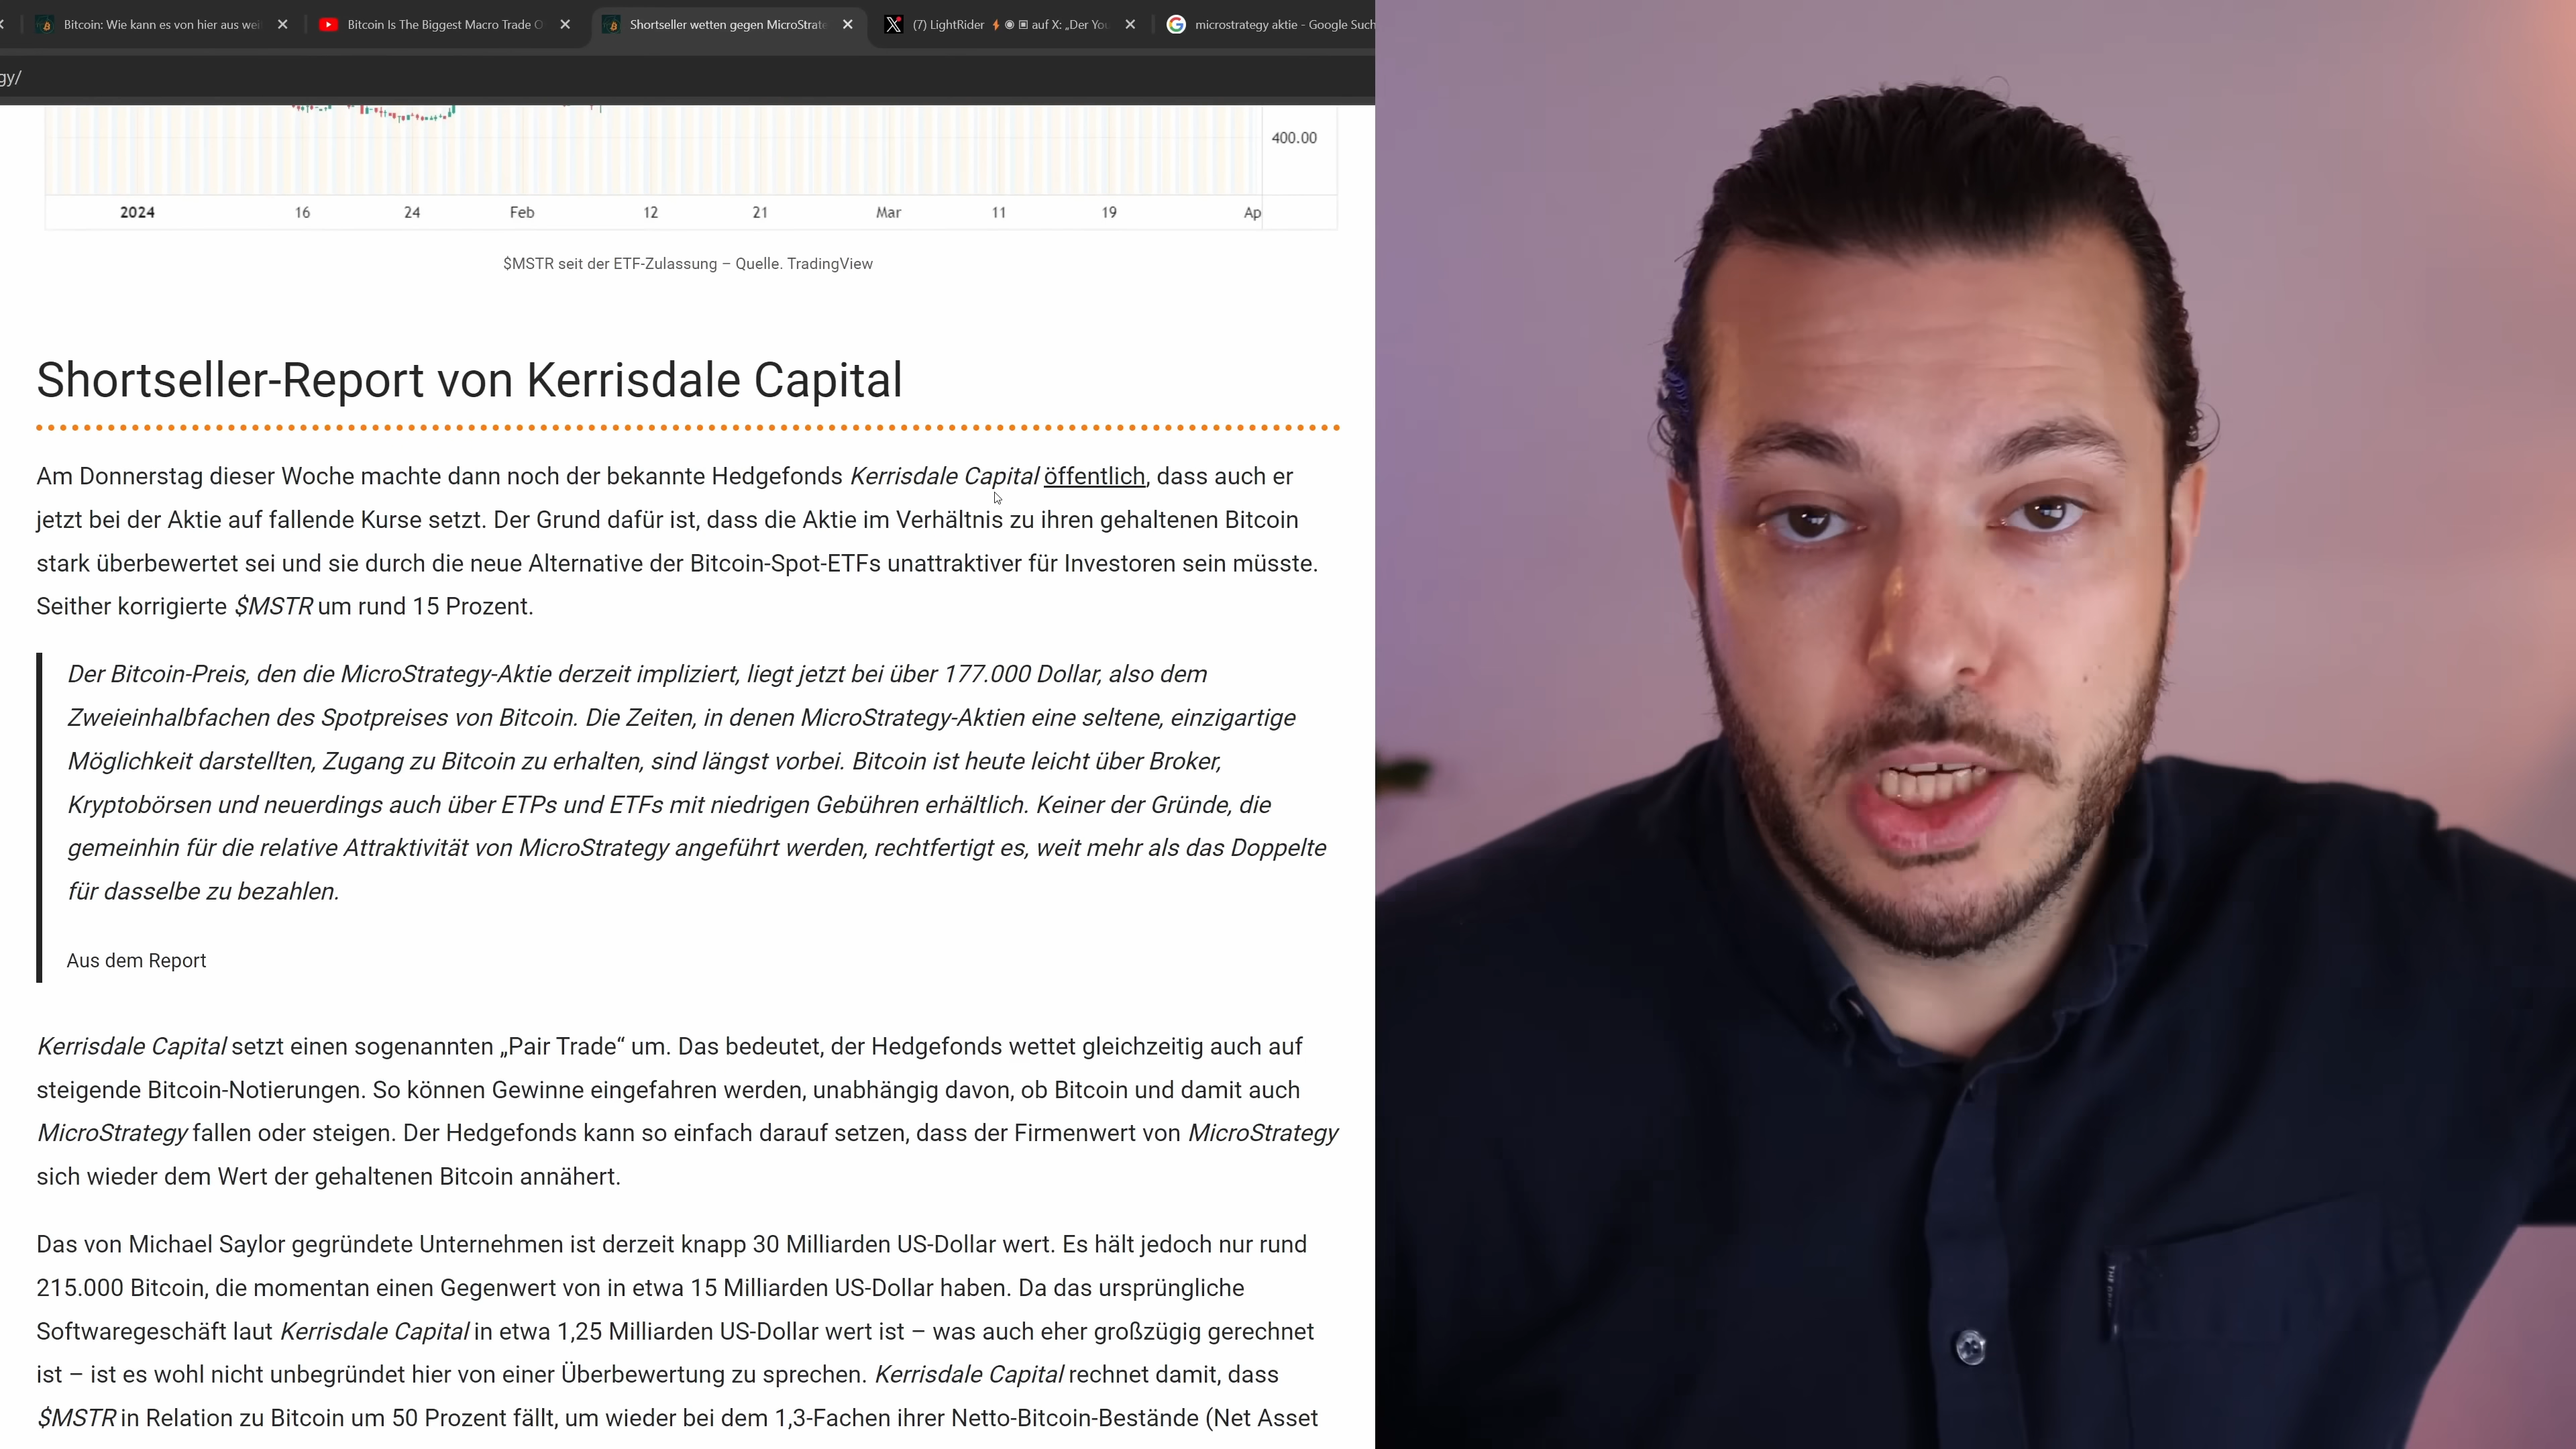 Bitcoin: Wie kann es von hier aus wei
Bitcoin Is The Biggest Macro Trade O
Shortseller wetten gegen MicroStrate
(7) LightRider ⚡ ◉ ▣ auf X: „Der You
microstrategy aktie - Google Such
gy/
400.00
2024 16 24 Feb 12 21 Mar 11 19 Ap
$MSTR seit der ETF-Zulassung – Quelle. TradingView
Shortseller-Report von Kerrisdale Capital
Am Donnerstag dieser Woche machte dann noch der bekannte Hedgefonds Kerrisdale Capital öffentlich, dass auch er
jetzt bei der Aktie auf fallende Kurse setzt. Der Grund dafür ist, dass die Aktie im Verhältnis zu ihren gehaltenen Bitcoin
stark überbewertet sei und sie durch die neue Alternative der Bitcoin-Spot-ETFs unattraktiver für Investoren sein müsste.
Seither korrigierte $MSTR um rund 15 Prozent.
Der Bitcoin-Preis, den die MicroStrategy-Aktie derzeit impliziert, liegt jetzt bei über 177.000 Dollar, also dem
Zweieinhalbfachen des Spotpreises von Bitcoin. Die Zeiten, in denen MicroStrategy-Aktien eine seltene, einzigartige
Möglichkeit darstellten, Zugang zu Bitcoin zu erhalten, sind längst vorbei. Bitcoin ist heute leicht über Broker,
Kryptobörsen und neuerdings auch über ETPs und ETFs mit niedrigen Gebühren erhältlich. Keiner der Gründe, die
gemeinhin für die relative Attraktivität von MicroStrategy angeführt werden, rechtfertigt es, weit mehr als das Doppelte
für dasselbe zu bezahlen.
Aus dem Report
Kerrisdale Capital setzt einen sogenannten „Pair Trade“ um. Das bedeutet, der Hedgefonds wettet gleichzeitig auch auf
steigende Bitcoin-Notierungen. So können Gewinne eingefahren werden, unabhängig davon, ob Bitcoin und damit auch
MicroStrategy fallen oder steigen. Der Hedgefonds kann so einfach darauf setzen, dass der Firmenwert von MicroStrategy
sich wieder dem Wert der gehaltenen Bitcoin annähert.
Das von Michael Saylor gegründete Unternehmen ist derzeit knapp 30 Milliarden US-Dollar wert. Es hält jedoch nur rund
215.000 Bitcoin, die momentan einen Gegenwert von in etwa 15 Milliarden US-Dollar haben. Da das ursprüngliche
Softwaregeschäft laut Kerrisdale Capital in etwa 1,25 Milliarden US-Dollar wert ist – was auch eher großzügig gerechnet
ist – ist es wohl nicht unbegründet hier von einer Überbewertung zu sprechen. Kerrisdale Capital rechnet damit, dass
$MSTR in Relation zu Bitcoin um 50 Prozent fällt, um wieder bei dem 1,3-Fachen ihrer Netto-Bitcoin-Bestände (Net Asset